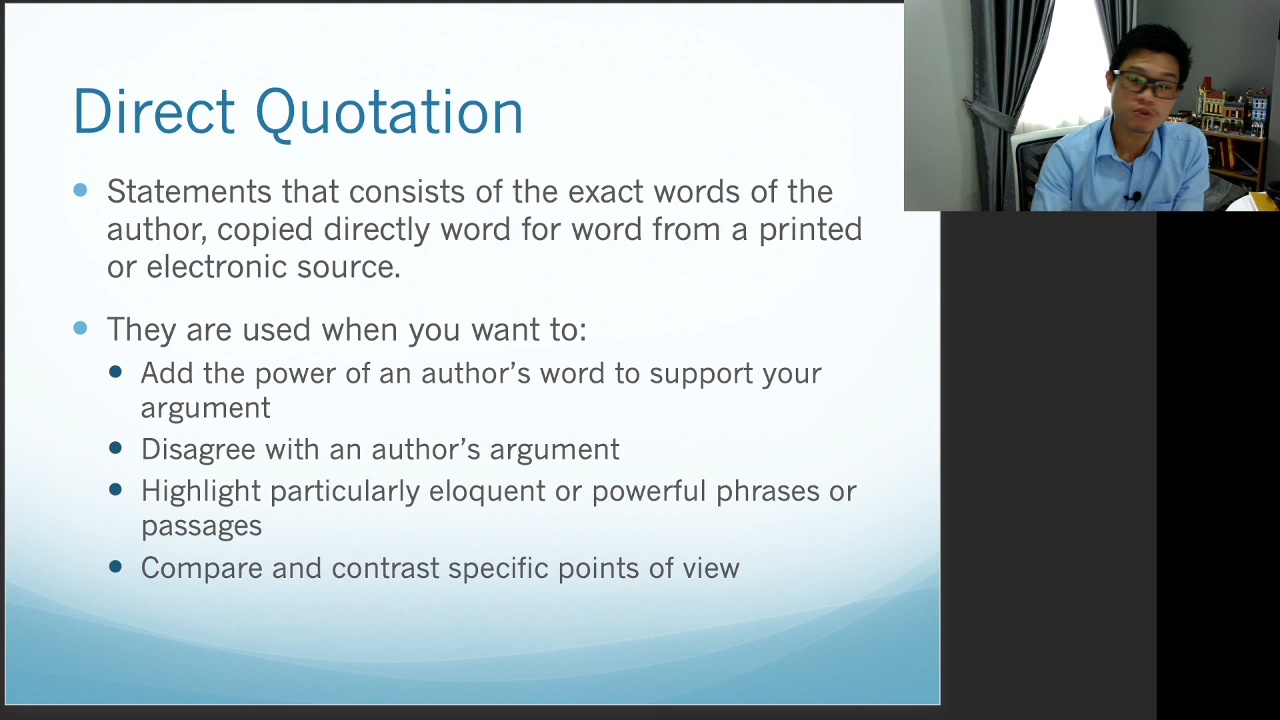 Direct Quotation
Statements that consists of the exact words of the
author, copied directly word for word from a printed
or electronic source.
They are used when you want to:
Add the power of an author’s word to support your
argument
Disagree with an author’s argument
Highlight particularly eloquent or powerful phrases or
passages
Compare and contrast specific points of view